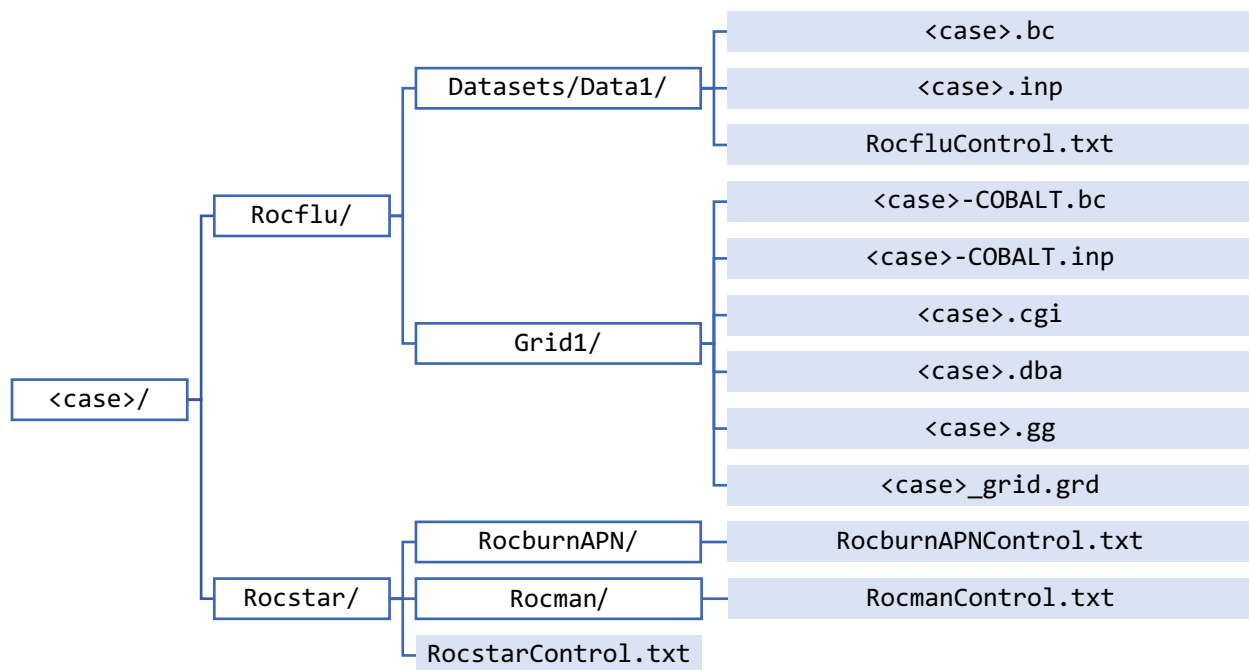 <case>/
Rocflu/
Datasets/Data1/
<case>.bc
<case>.inp
RocfluControl.txt
Grid1/
<case>-COBALT.bc
<case>-COBALT.inp
<case>.cgi
<case>.dba
<case>.gg
<case>_grid.grd
Rocstar/
RocburnAPN/
RocburnAPNControl.txt
Rocman/
RocmanControl.txt
RocstarControl.txt